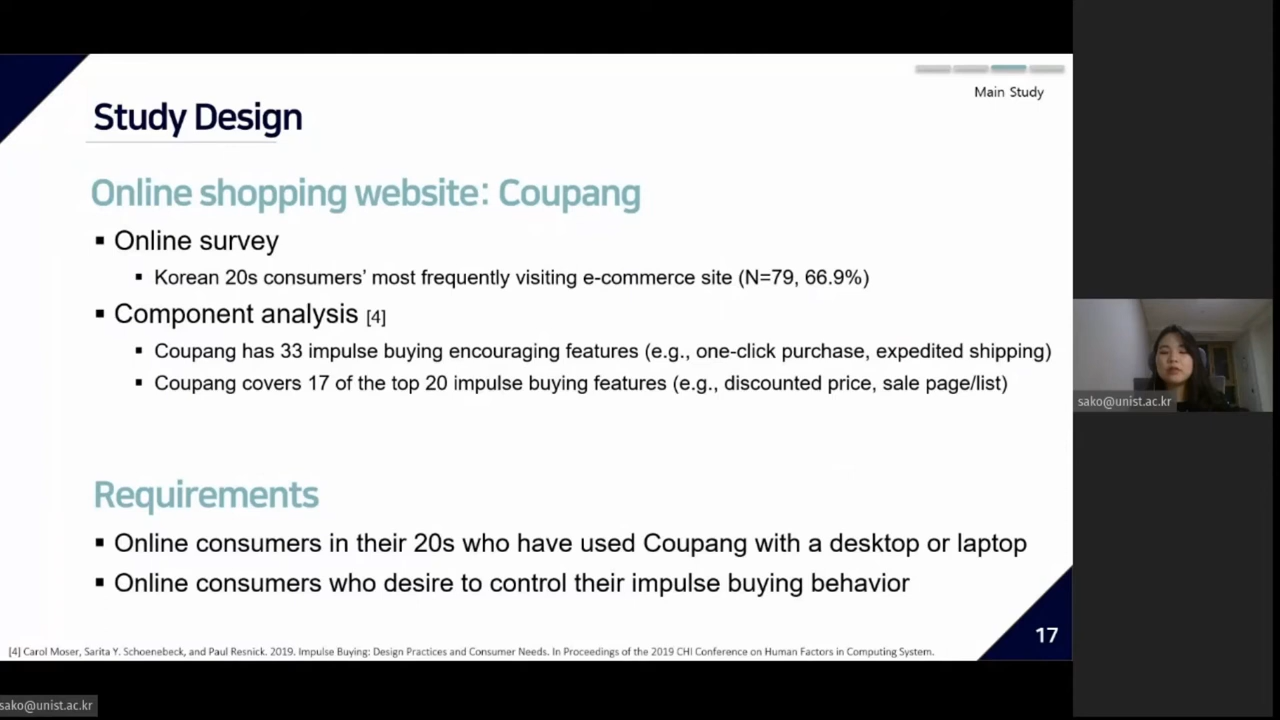 Main Study
Study Design
Online shopping website: Coupang
▪ Online survey
▪ Korean 20s consumers’ most frequently visiting e-commerce site (N=79, 66.9%)
▪ Component analysis [4]
▪ Coupang has 33 impulse buying encouraging features (e.g., one-click purchase, expedited shipping)
▪ Coupang covers 17 of the top 20 impulse buying features (e.g., discounted price, sale page/list)
Requirements
▪ Online consumers in their 20s who have used Coupang with a desktop or laptop
▪ Online consumers who desire to control their impulse buying behavior
17
[4] Carol Moser, Sarita Y. Schoenebeck, and Paul Resnick. 2019. Impulse Buying: Design Practices and Consumer Needs. In Proceedings of the 2019 CHI Conference on Human Factors in Computing System.
sako@unist.ac.kr
sako@unist.ac.kr